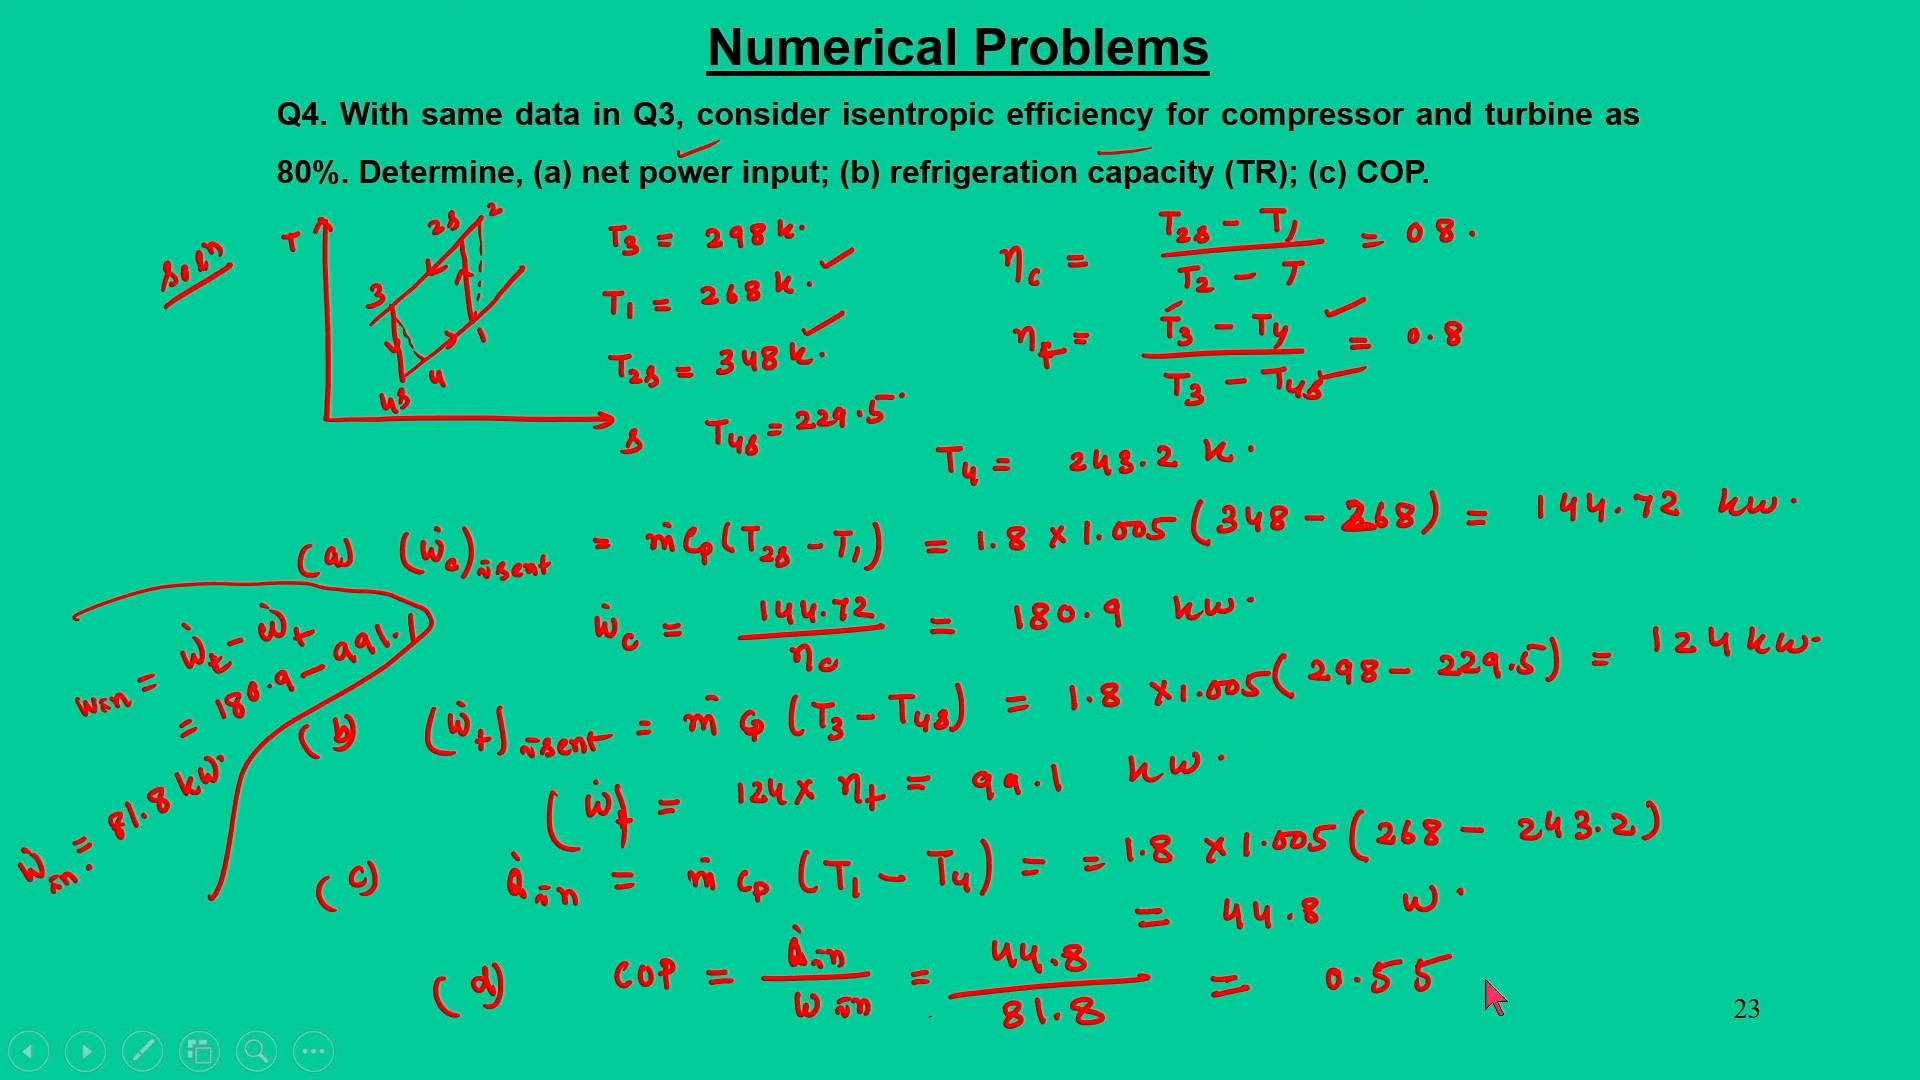 Numerical Problems
Q4. With same data in Q3, consider isentropic efficiency for compressor and turbine as
80%. Determine, (a) net power input; (b) refrigeration capacity (TR); (c) COP.
Soln
T
2s
2
3
1
4
4s
s
T3 = 298 k.
T1 = 268 k.
T2s = 348 k.
T4s = 229.5
ηc = T2s - T1 / T2 - T = 0.8.
ηt = T3 - T4 / T3 - T4s = 0.8
T4 = 243.2 k.
(a) (Ẇc)isent = ṁ Cp (T2s - T1) = 1.8 × 1.005 (348 - 268) = 144.72 kw.
Ẇc = 144.72 / ηc = 180.9 kw.
Win = Ẇt - Ẇt
= 180.9 - 991.1
Ẇin = 81.8 kW.
(b) (Ẇt)isent = ṁ Cp (T3 - T4s) = 1.8 × 1.005 (298 - 229.5) = 124 kw.
(Ẇt) = 124 × ηt = 99.1 kw.
(c) Q̇in = ṁ Cp (T1 - T4) = = 1.8 × 1.005 (268 - 243.2)
= 44.8 W.
(d) COP = Q̇in / Win = 44.8 / 81.8 = 0.55
23